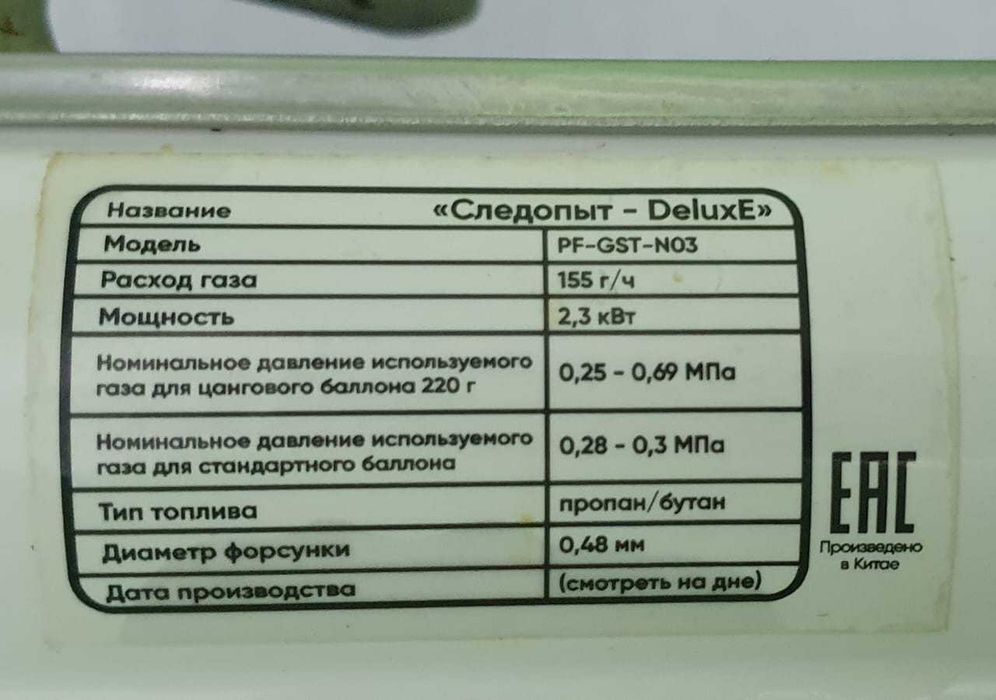 Название «Следопыт - DeluxE»
Модель PF-GST-N03
Расход газа 155 г/ч
Мощность 2,3 кВт
Номинальное давление используемого
газа для цангового баллона 220 г 0,25 - 0,69 МПа
Номинальное давление используемого
газа для стандартного баллона 0,28 - 0,3 МПа
Тип топлива пропан/бутан
Диаметр форсунки 0,48 мм
Дата производства (смотреть на дне)
EAC
Произведено
в Китае